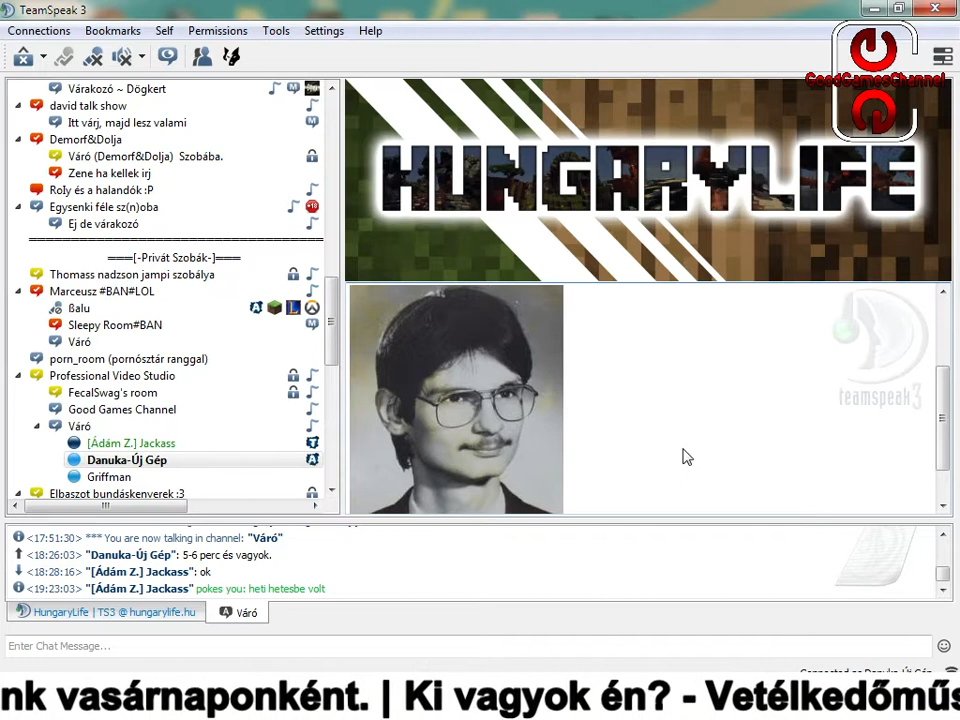 TeamSpeak 3
Connections Bookmarks Self Permissions Tools Settings Help
GoodGamesChannel
Várakozó ~ Dögkert
david talk show
Itt várj, majd lesz valami
Demorf&Dolja
Váró (Demorf&Dolja) Szobába.
Zene ha kellek irj
Roly és a halandók :P
Egysenki féle sz(n)oba
+18
Ej de várakozó
===[-Privát Szobák-]===
Thomass nadzson jampi szobálya
Marceusz #BAN#LOL
ßalu
Sleepy Room#BAN
Váró
porn_room (pornósztár ranggal)
Professional Video Studio
FecalSwag's room
Good Games Channel
Váró
[Ádám Z.] Jackass
Danuka-Új Gép
Griffman
Elbaszot bundáskenyerek :3
HUNGARYLIFE
teamspeak3
<17:51:30> *** You are now talking in channel: "Váró"
<18:26:03> "Danuka-Új Gép": 5-6 perc és vagyok.
<18:28:16> "[Ádám Z.] Jackass": ok
<19:23:03> "[Ádám Z.] Jackass" pokes you: heti hetesbe volt
HungaryLife | TS3 @ hungarylife.hu
Váró
Enter Chat Message...
nk vasárnaponként. | Ki vagyok én? - Vetélkedőműs